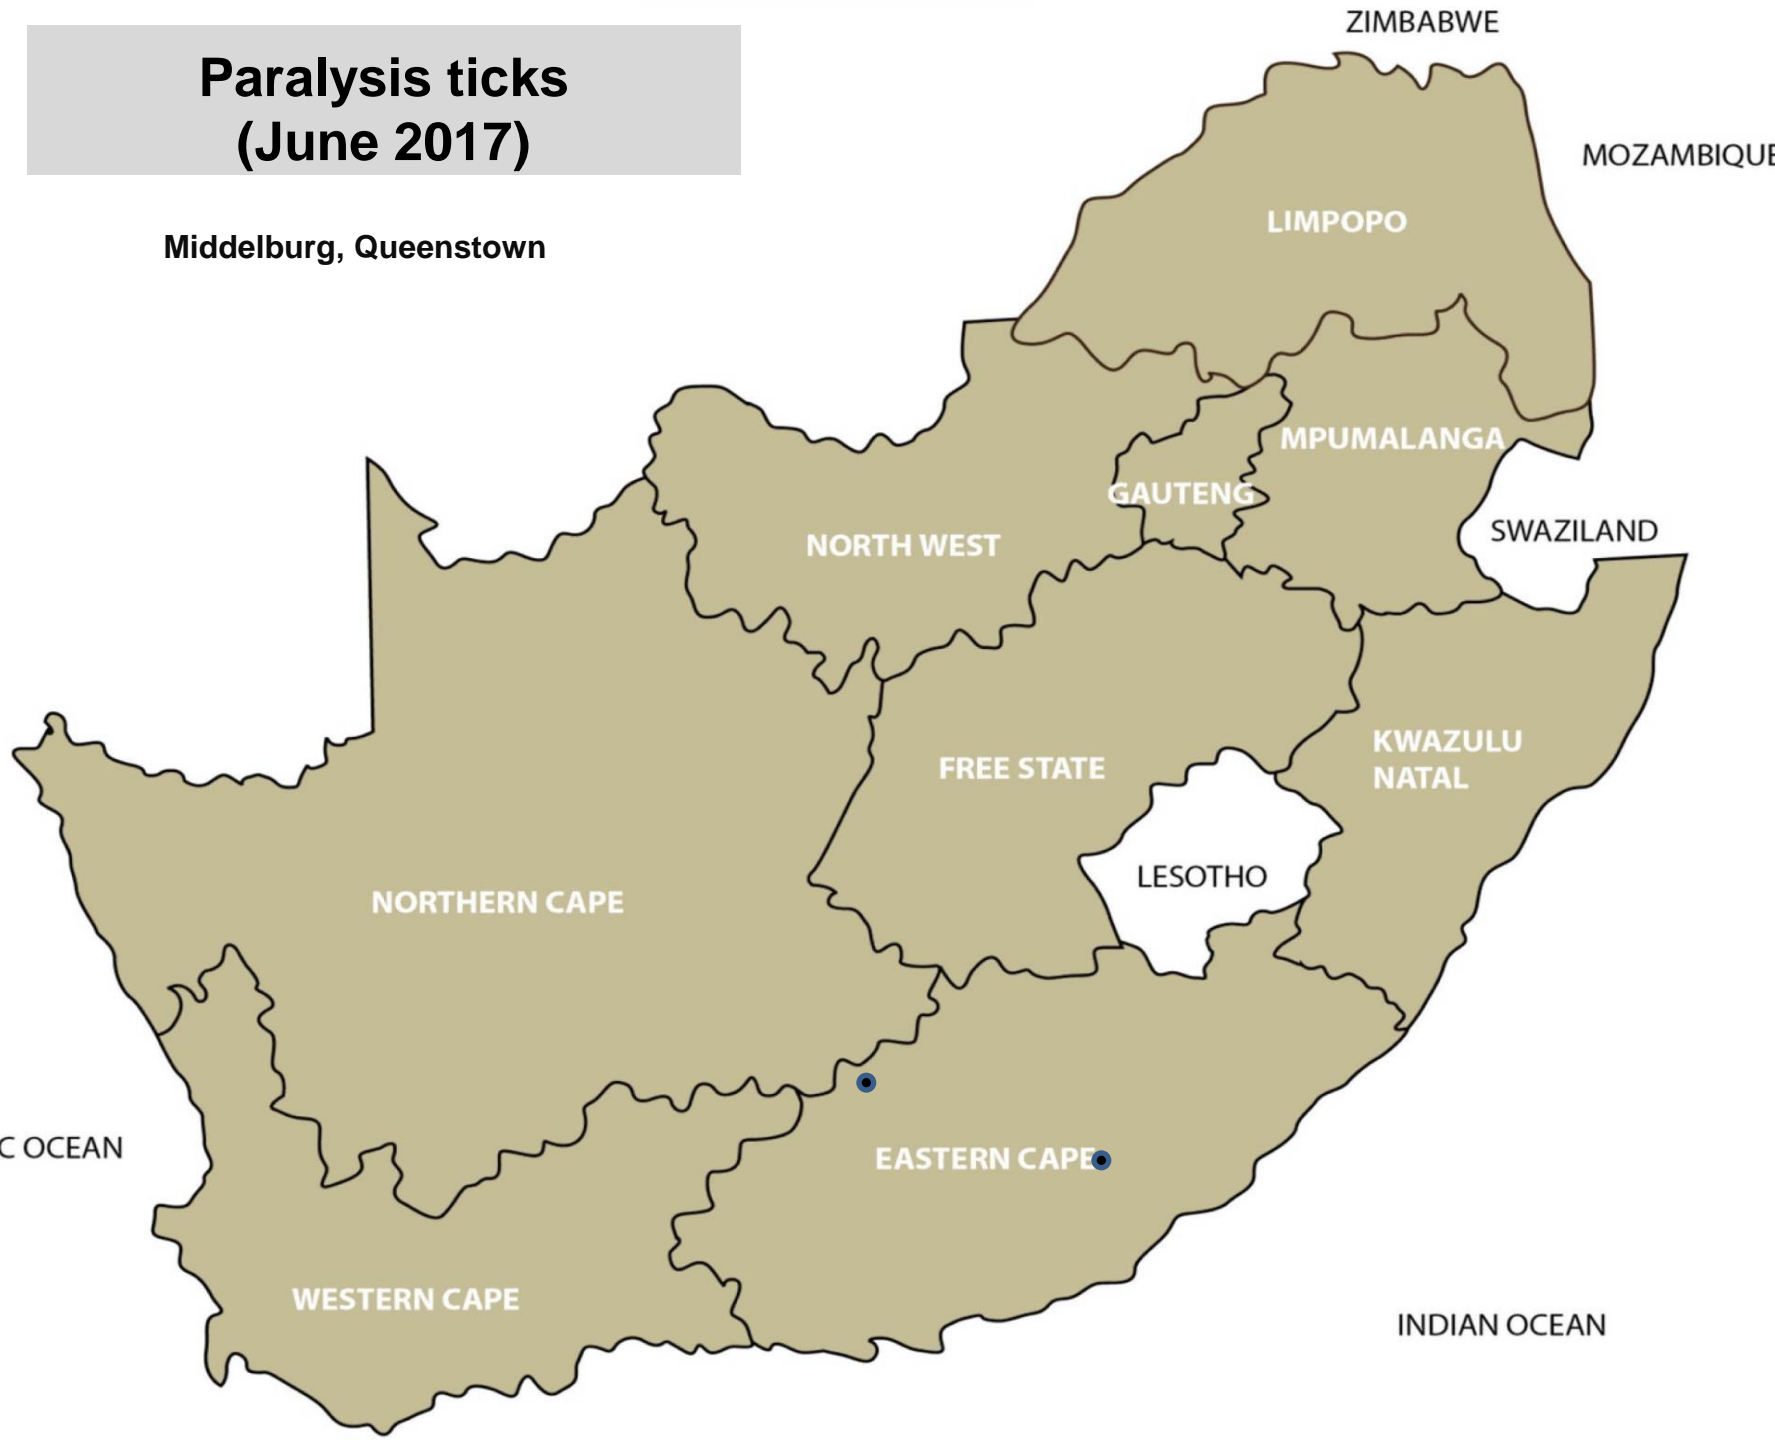 Paralysis ticks
(June 2017)
Middelburg, Queenstown
ZIMBABWE
MOZAMBIQUE
LIMPOPO
MPUMALANGA
GAUTENG
SWAZILAND
NORTH WEST
KWAZULU
NATAL
FREE STATE
LESOTHO
NORTHERN CAPE
C OCEAN
EASTERN CAPE
WESTERN CAPE
INDIAN OCEAN